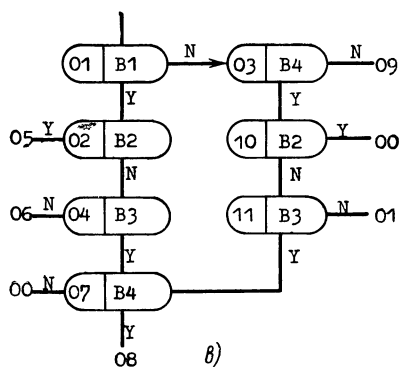 01 B1 N 03 B4 N 09
Y Y
05 Y 02 B2 10 B2 Y 00
N N
06 N 04 B3 11 B3 N 01
Y Y
00 N 07 B4
Y
08 в)